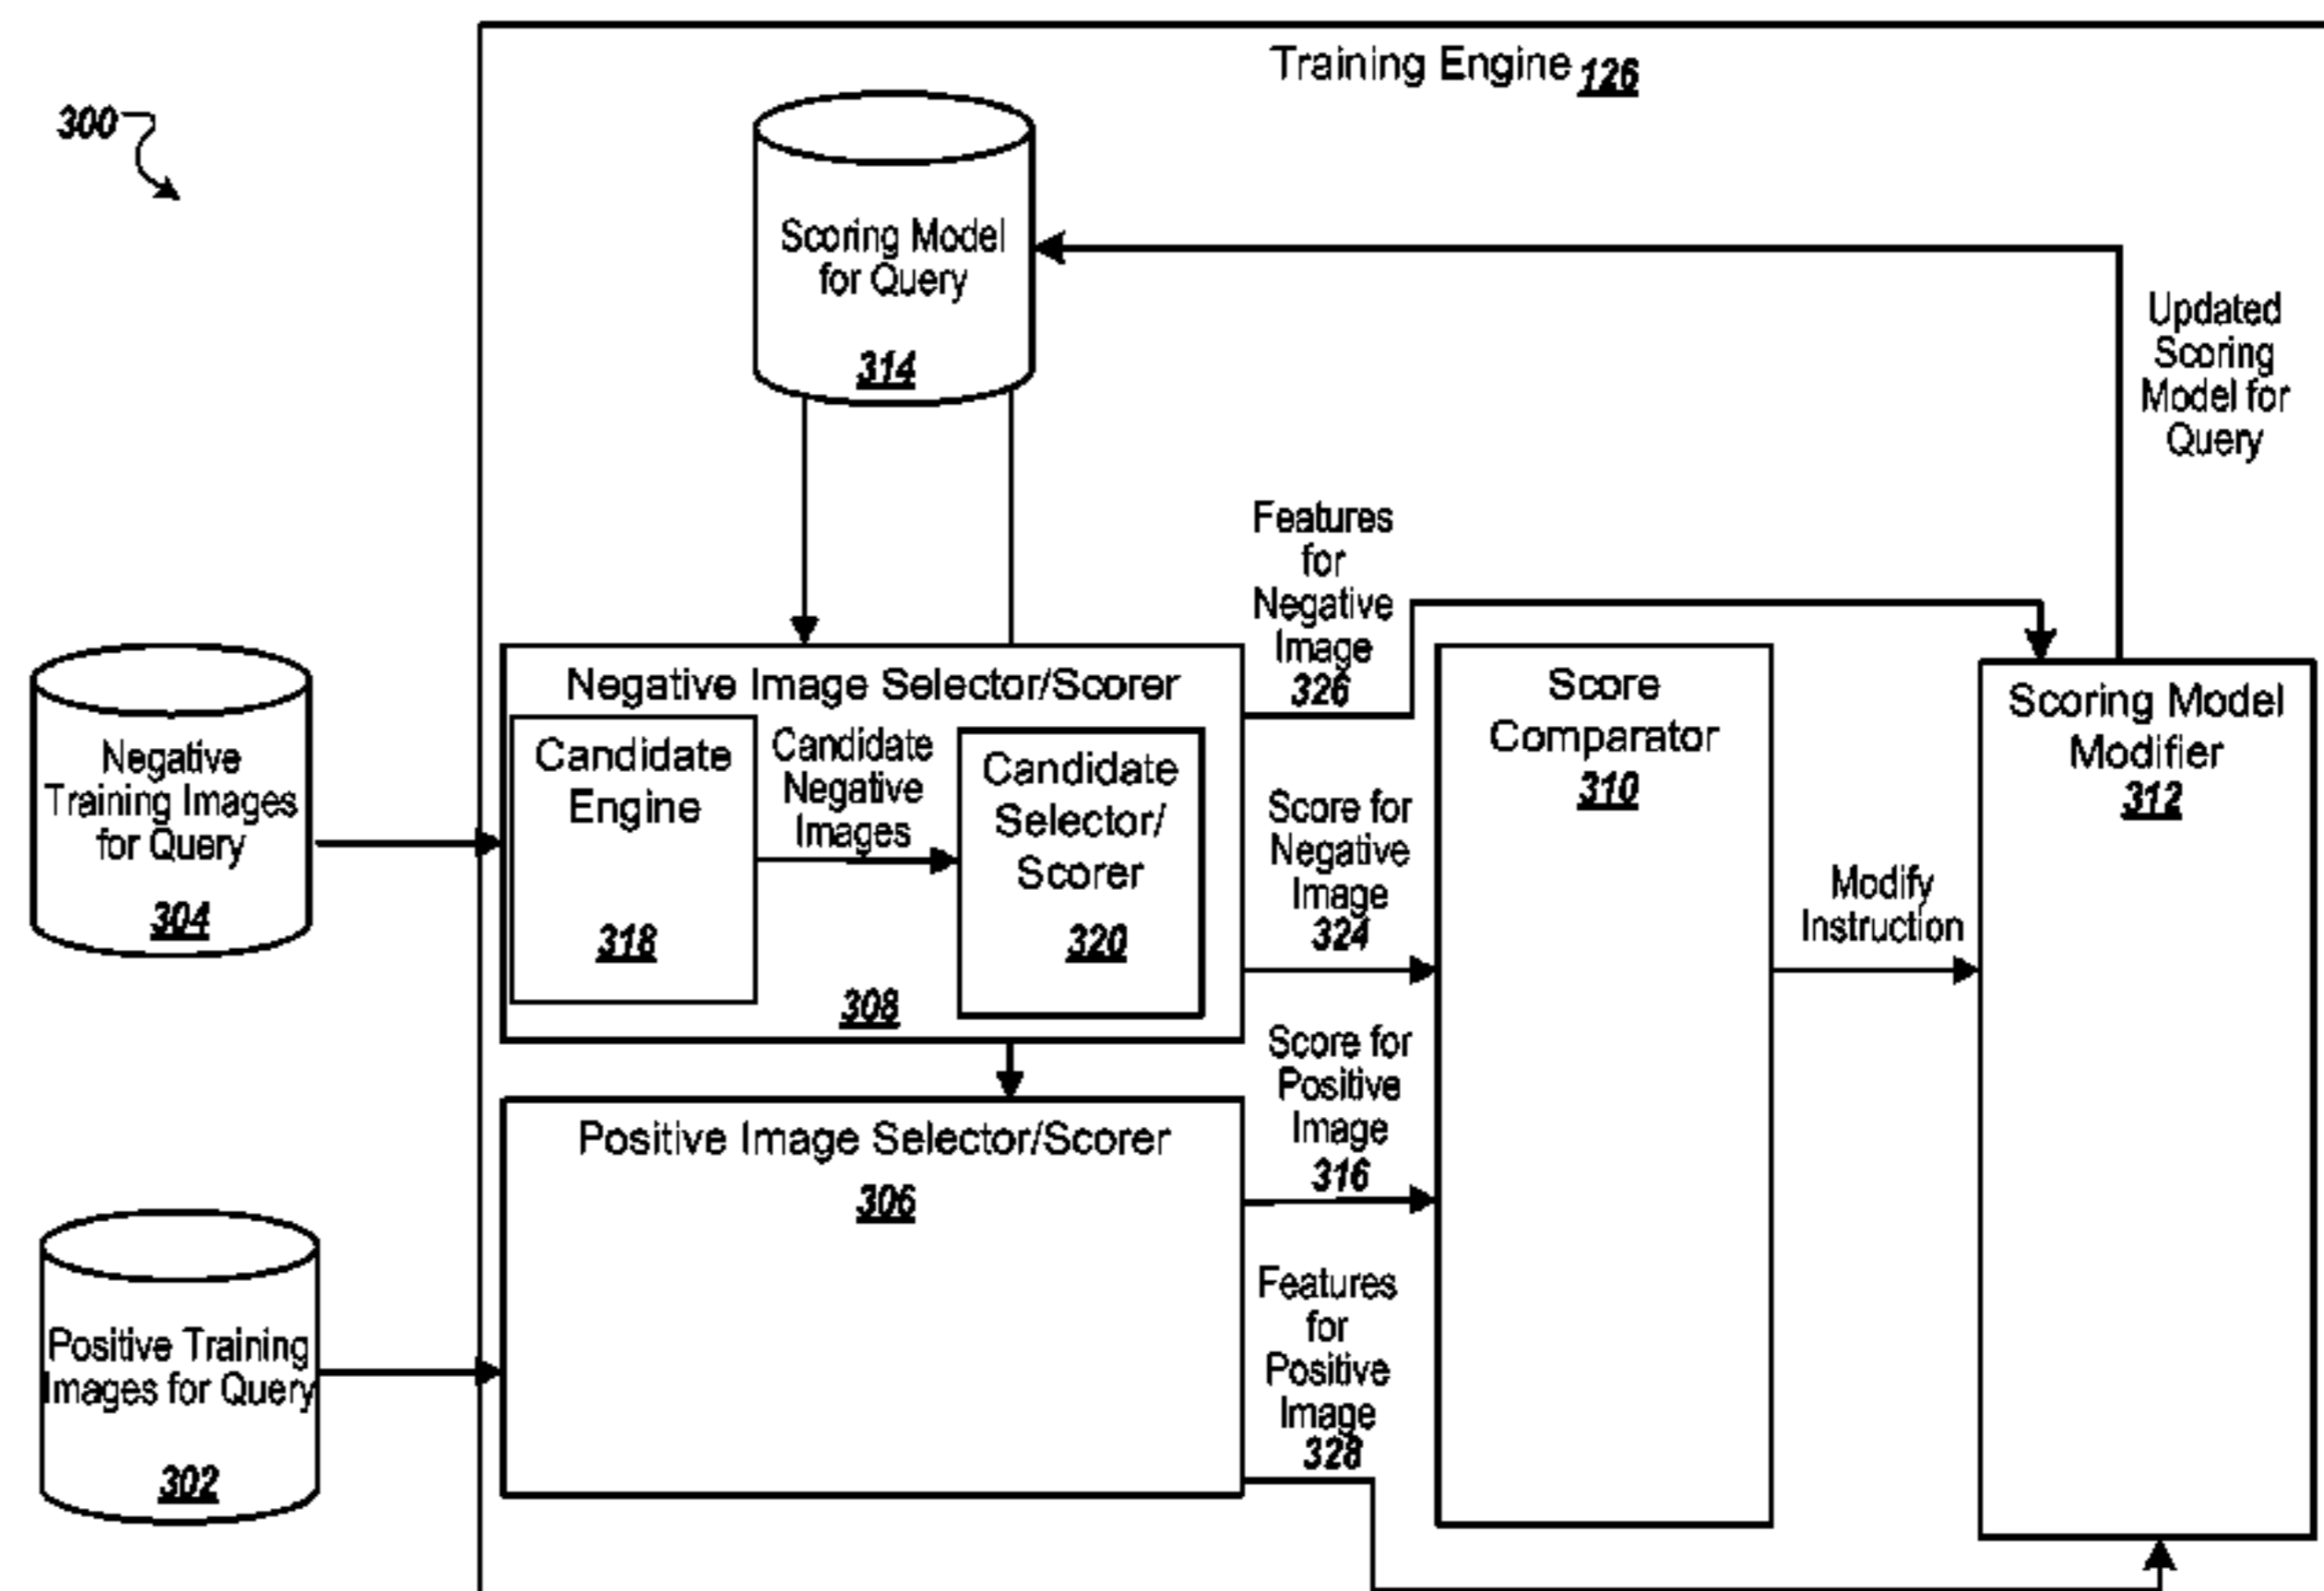 Training Engine 126
300
Scoring Model
for Query
314
Updated
Scoring
Model for
Query
Features
for
Negative
Image
326
Negative Training Images
for Query
304
Negative Image Selector/Scorer
Candidate
Engine
318
Candidate
Negative
Images
Candidate
Selector/
Scorer
320
308
Score for
Negative
Image
324
Score
Comparator
310
Modify
Instruction
Scoring Model
Modifier
312
Positive Image Selector/Scorer
306
Score for
Positive
Image
316
Features
for
Positive
Image
328
Positive Training
Images for Query
302